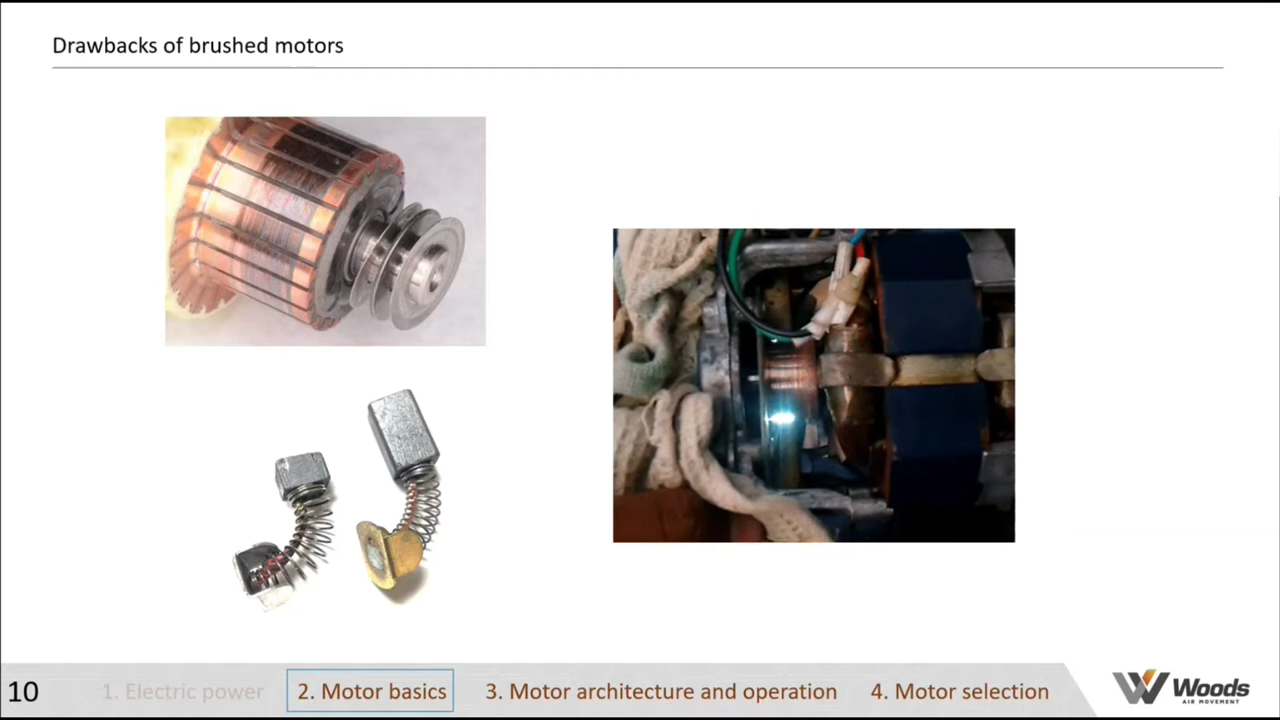 Drawbacks of brushed motors
10
1. Electric power
2. Motor basics
3. Motor architecture and operation
4. Motor selection
Woods
AIR MOVEMENT